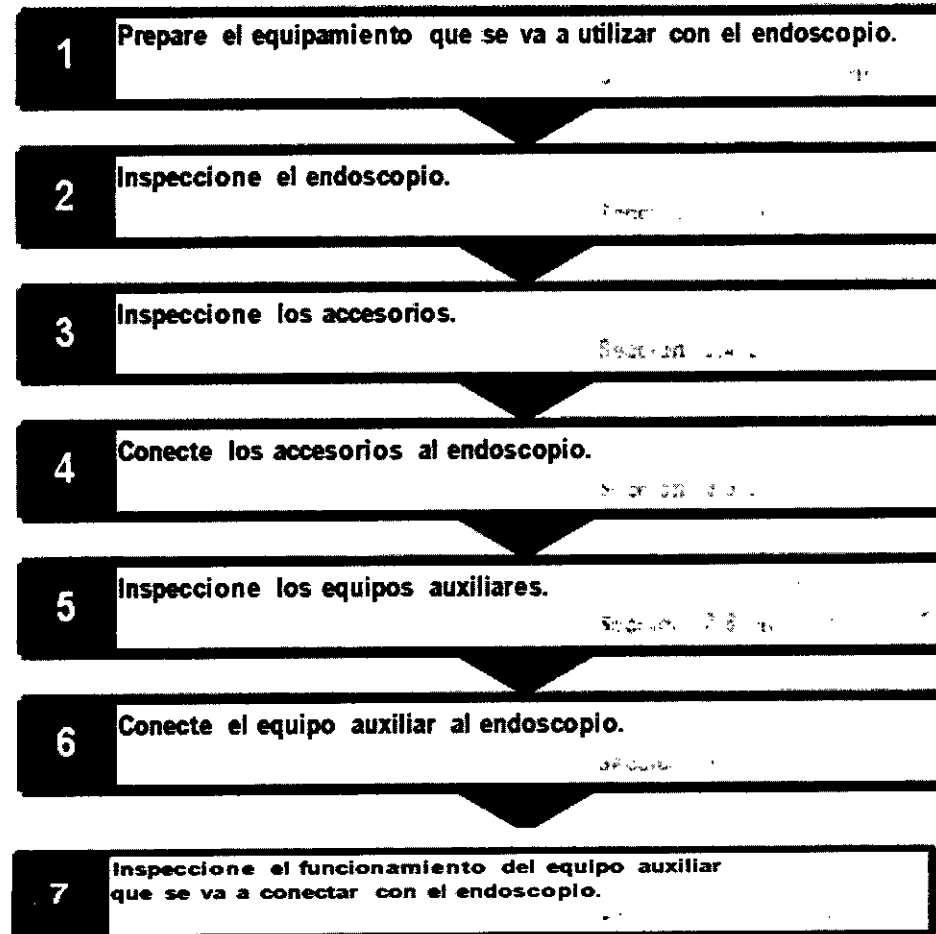 1
Prepare el equipamiento que se va a utilizar con el endoscopio.
2
Inspeccione el endoscopio.
3
Inspeccione los accesorios.
4
Conecte los accesorios al endoscopio.
5
Inspeccione los equipos auxiliares.
6
Conecte el equipo auxiliar al endoscopio.
7
Inspeccione el funcionamiento del equipo auxiliar
que se va a conectar con el endoscopio.